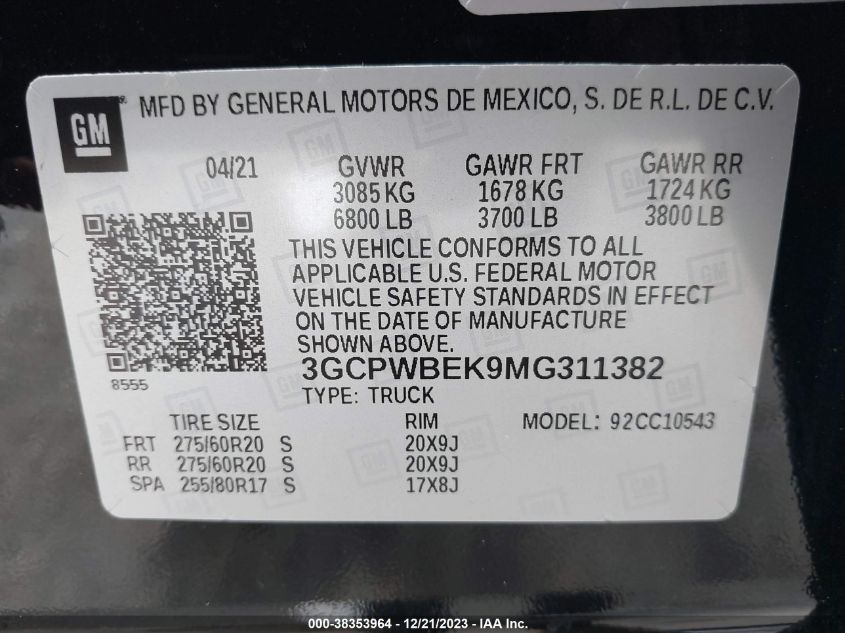 GM
MFD BY GENERAL MOTORS DE MEXICO, S. DE R.L. DE C.V.
04/21 GVWR GAWR FRT GAWR RR
3085 KG 1678 KG 1724 KG
6800 LB 3700 LB 3800 LB
THIS VEHICLE CONFORMS TO ALL
APPLICABLE U.S. FEDERAL MOTOR
VEHICLE SAFETY STANDARDS IN EFFECT
ON THE DATE OF MANUFACTURE
SHOWN ABOVE.
3GCPWBEK9MG311382
8555
TYPE: TRUCK
TIRE SIZE RIM MODEL: 92CC10543
FRT 275/60R20 S 20X9J
RR 275/60R20 S 20X9J
SPA 255/80R17 S 17X8J
000-38353964 - 12/21/2023 - IAA Inc.